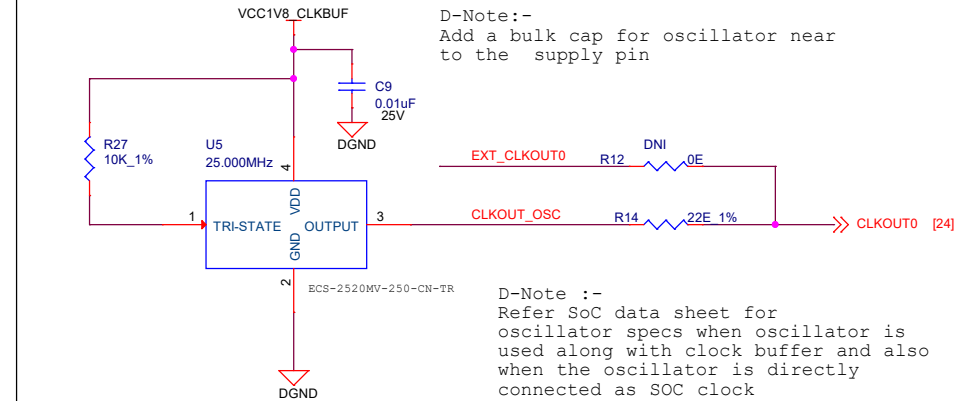 VCC1V8_CLKBUF
D-Note:-
Add a bulk cap for oscillator near
to the supply pin
C9
0.01uF
25V
DGND
R27
10K_1%
U5
25.000MHz
4
VDD
1
TRI-STATE
OUTPUT
3
GND
2
ECS-2520MV-250-CN-TR
DGND
EXT_CLKOUT0
R12
DNI
0E
CLKOUT_OSC
R14
22E_1%
CLKOUT0 [24]
D-Note :-
Refer SoC data sheet for
oscillator specs when oscillator is
used along with clock buffer and also
when the oscillator is directly
connected as SOC clock